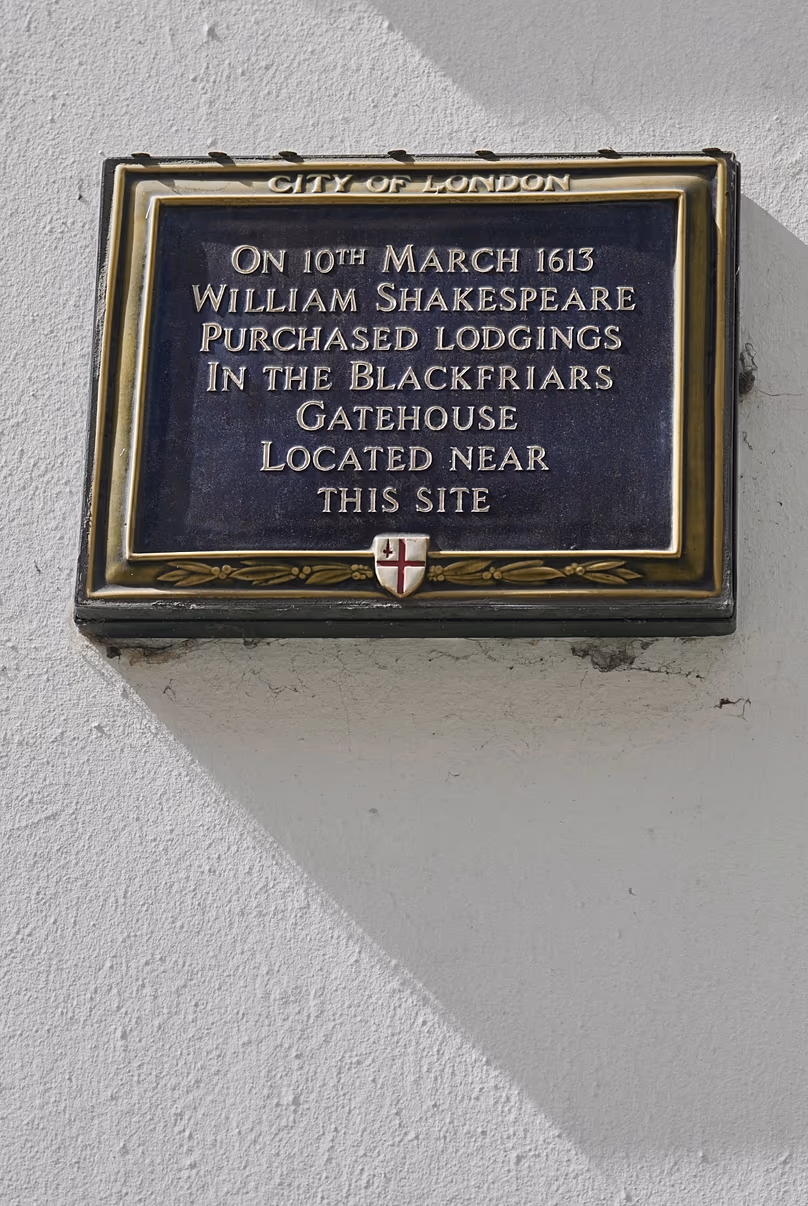 CITY OF LONDON
ON 10TH MARCH 1613
WILLIAM SHAKESPEARE
PURCHASED LODGINGS
IN THE BLACKFRIARS
GATEHOUSE
LOCATED NEAR
THIS SITE